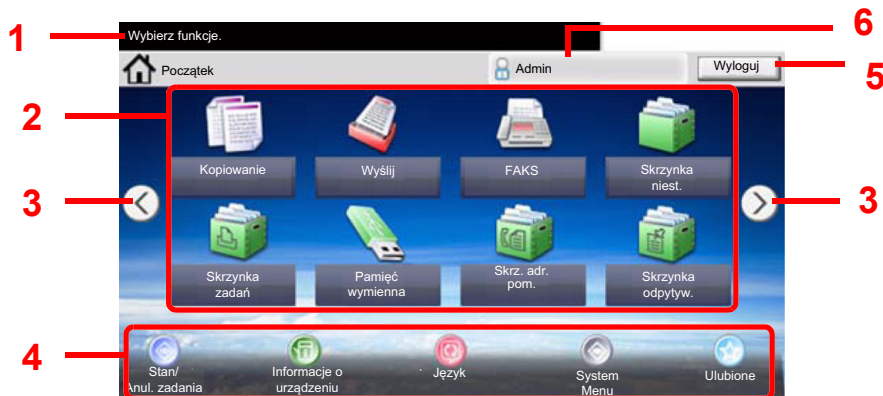 6
1
Wybierz funkcje.
Początek
Admin
Wyloguj
5
2
Kopiowanie
Wyślij
FAKS
Skrzynka
niest.
3
3
Skrzynka
zadań
Pamięć
wymienna
Skrz. adr.
pom.
Skrzynka
odpytyw.
4
Stan/
Anul. zadania
Informacje o
urządzeniu
Język
System
Menu
Ulubione